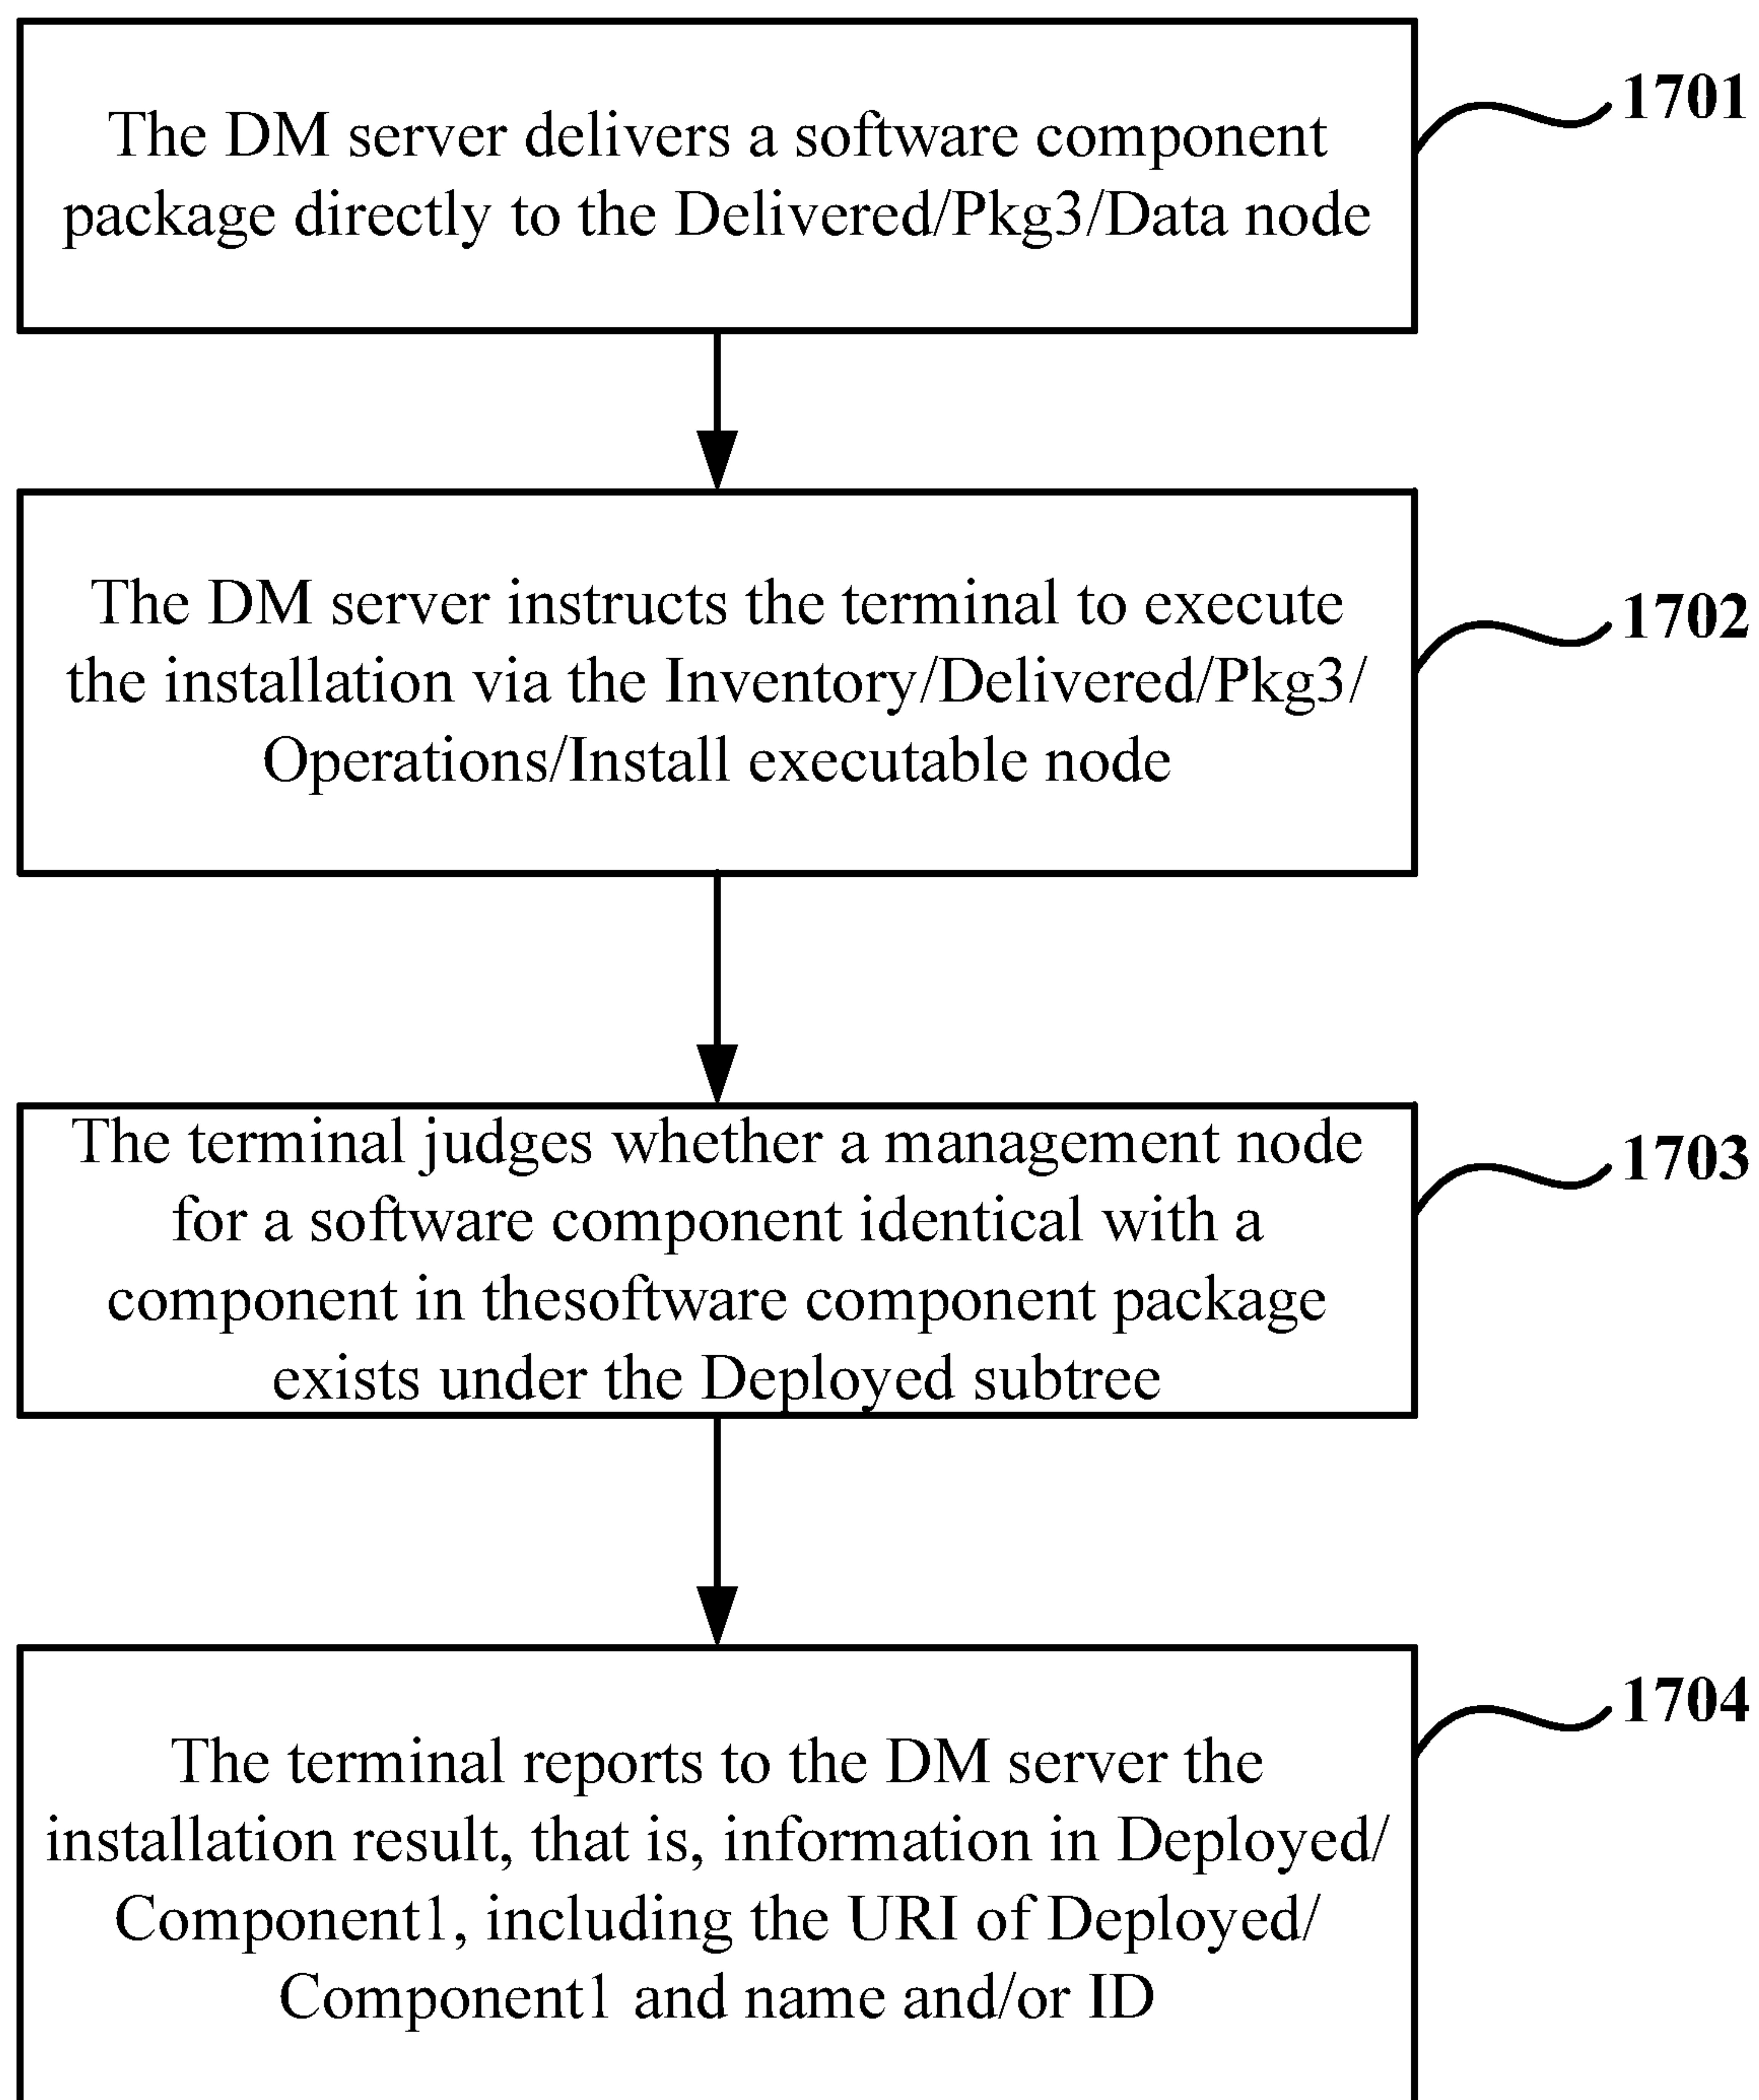 The DM server delivers a software component
package directly to the Delivered/Pkg3/Data node
1701
The DM server instructs the terminal to execute
the installation via the Inventory/Delivered/Pkg3/
Operations/Install executable node
1702
The terminal judges whether a management node
for a software component identical with a
component in thesoftware component package
exists under the Deployed subtree
1703
The terminal reports to the DM server the
installation result, that is, information in Deployed/
Component1, including the URI of Deployed/
Component1 and name and/or ID
1704